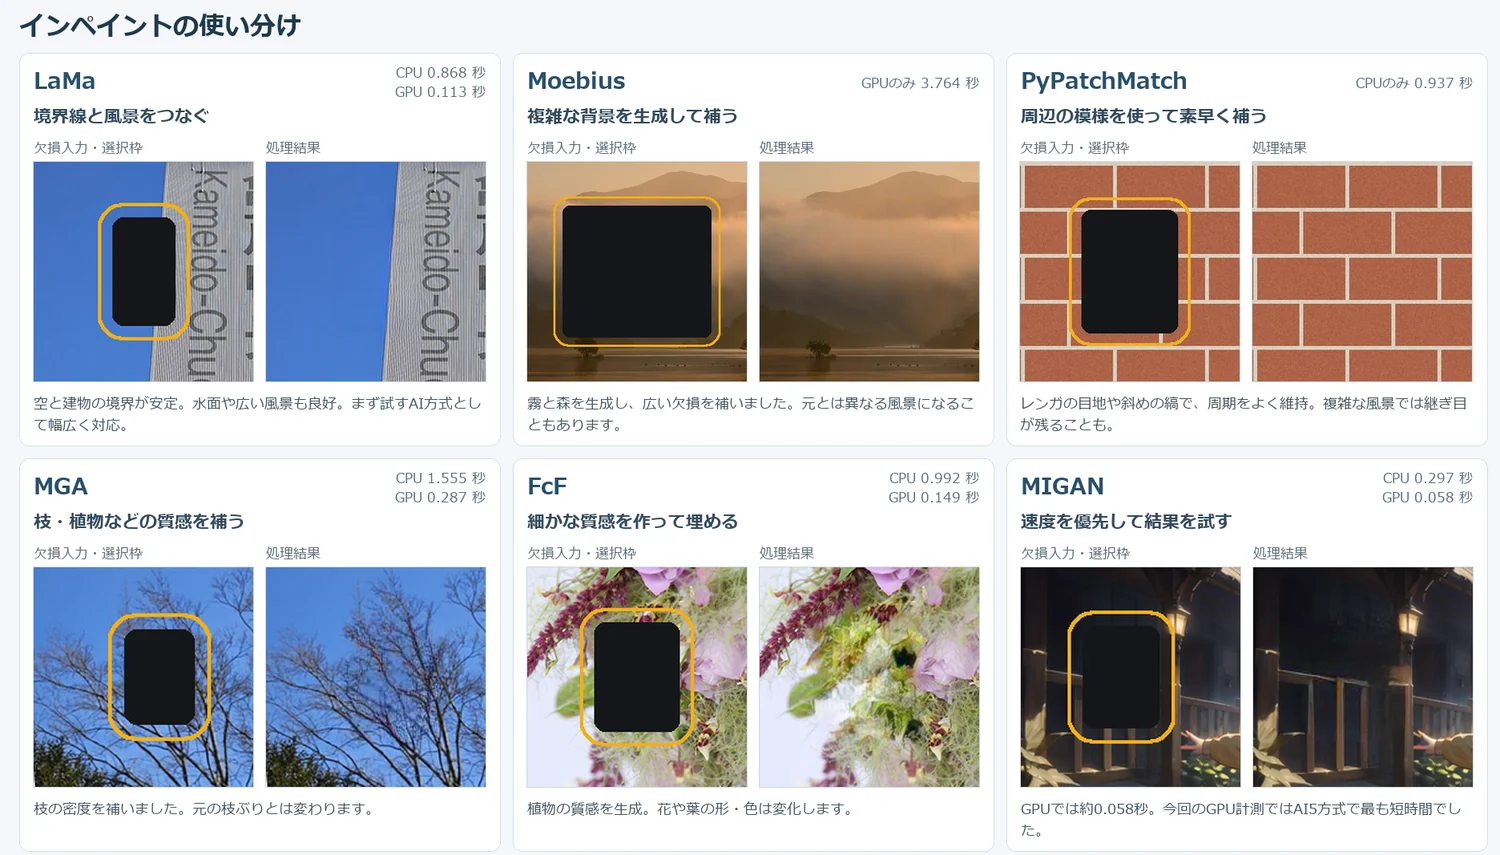 インペイントの使い分け
LaMa
CPU 0.868 秒
GPU 0.113 秒
境界線と風景をつなぐ
欠損入力・選択枠
処理結果
Kameido-Chuo
Kameido-Chuo
空と建物の境界が安定。水面や広い風景も良好。まず試すAI方式とし
て幅広く対応。
Moebius
GPUのみ 3.764 秒
複雑な背景を生成して補う
欠損入力・選択枠
処理結果
霧と森を生成し、広い欠損を補いました。元とは異なる風景になるこ
ともあります。
PyPatchMatch
CPUのみ 0.937 秒
周辺の模様を使って素早く補う
欠損入力・選択枠
処理結果
レンガの目地や斜めの縞で、周期をよく維持。複雑な風景では継ぎ目
が残ることも。
MGA
CPU 1.555 秒
GPU 0.287 秒
枝・植物などの質感を補う
欠損入力・選択枠
処理結果
枝の密度を補いました。元の枝ぶりとは変わります。
FcF
CPU 0.992 秒
GPU 0.149 秒
細かな質感を作って埋める
欠損入力・選択枠
処理結果
植物の質感を生成。花や葉の形・色は変化します。
MIGAN
CPU 0.297 秒
GPU 0.058 秒
速度を優先して結果を試す
欠損入力・選択枠
処理結果
GPUでは約0.058秒。今回のGPU計測ではAI5方式で最も短時間でし
た。